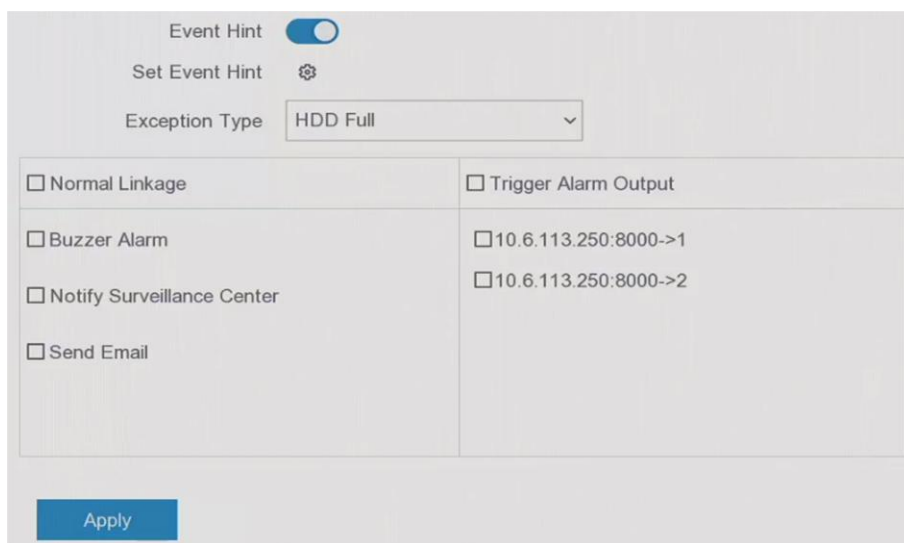 Event Hint
Set Event Hint
Exception Type HDD Full
Normal Linkage Trigger Alarm Output
Buzzer Alarm 10.6.113.250:8000->1
10.6.113.250:8000->2
Notify Surveillance Center
Send Email
Apply